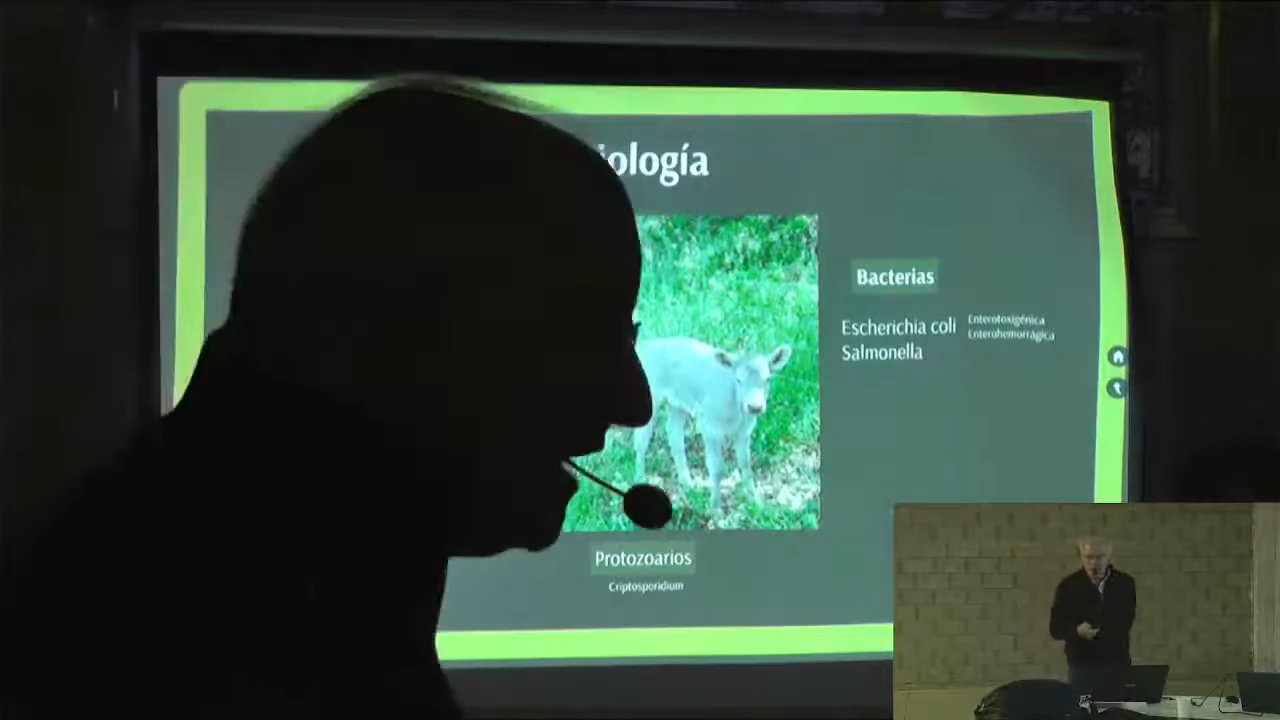 iología
Bacterias
Escherichia coli
Enterotoxigénica
Enterohemorrágica
Salmonella
Protozoarios
Criptosporidium